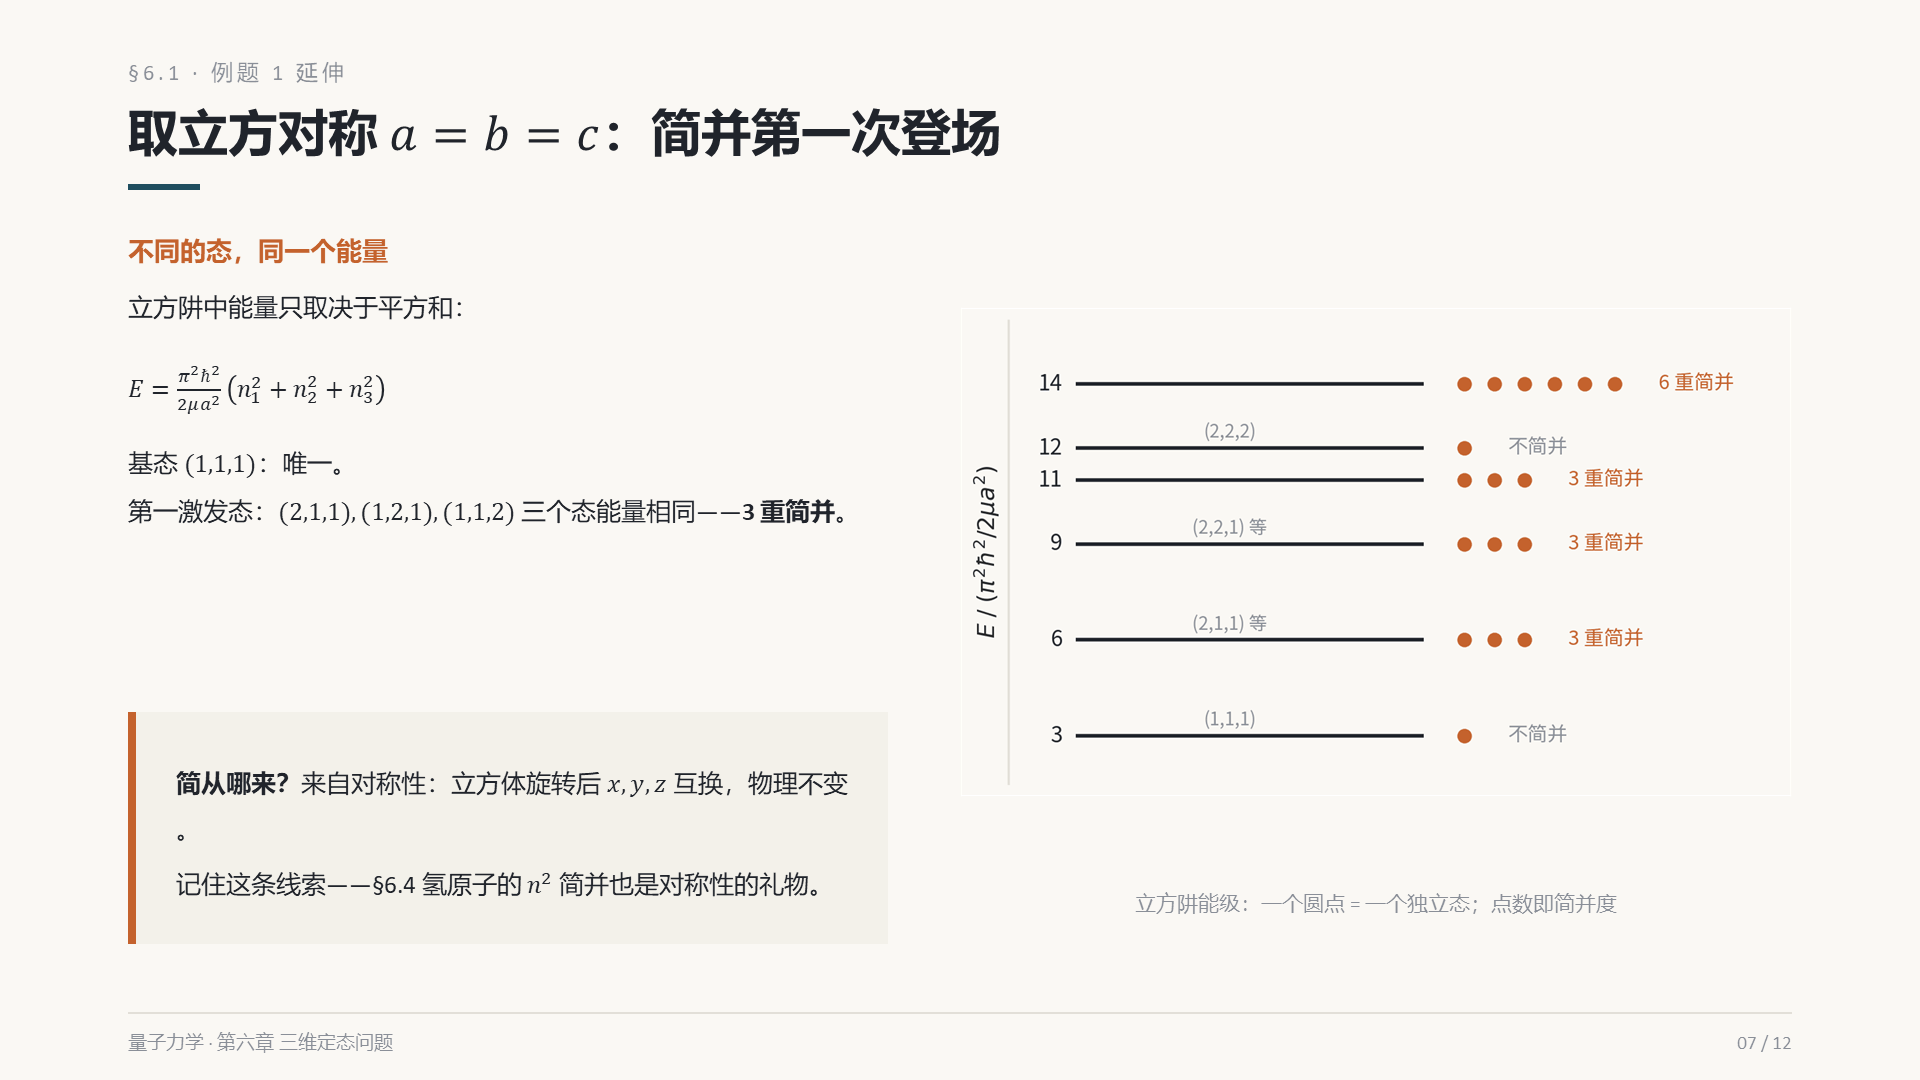 §6.1 · 例题 1 延伸
取立方对称 a = b = c：简并第一次登场
不同的态，同一个能量
立方阱中能量只取决于平方和：
E = π²ħ²/2μa² (n₁² + n₂² + n₃²)
基态 (1,1,1)：唯一。
第一激发态：(2,1,1), (1,2,1), (1,1,2) 三个态能量相同——3 重简并。
简从哪来？来自对称性：立方体旋转后 x, y, z 互换，物理不变
。
记住这条线索——§6.4 氢原子的 n² 简并也是对称性的礼物。
E / (π²ħ²/2μa²)
14 6 重简并
(2,2,2)
12 不简并
11 3 重简并
(2,2,1) 等
9 3 重简并
(2,1,1) 等
6 3 重简并
(1,1,1)
3 不简并
立方阱能级：一个圆点 = 一个独立态；点数即简并度
量子力学 · 第六章 三维定态问题
07 / 12